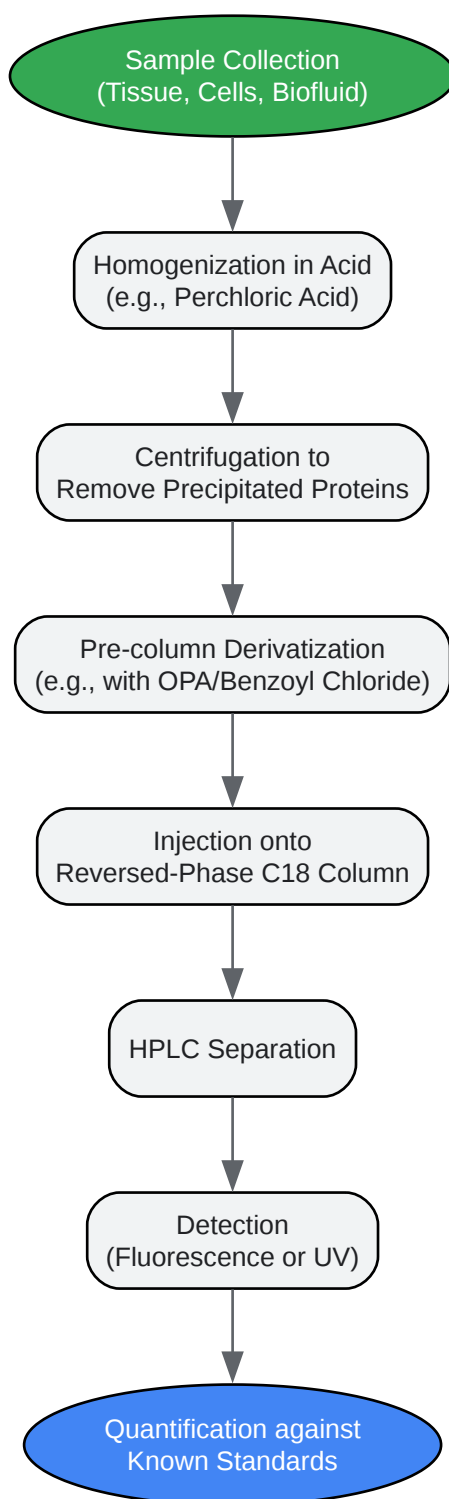 Sample Collection
(Tissue, Cells, Biofluid)
Homogenization in Acid
(e.g., Perchloric Acid)
Centrifugation to
Remove Precipitated Proteins
Pre-column Derivatization
(e.g., with OPA/Benzoyl Chloride)
Injection onto
Reversed-Phase C18 Column
HPLC Separation
Detection
(Fluorescence or UV)
Quantification against
Known Standards